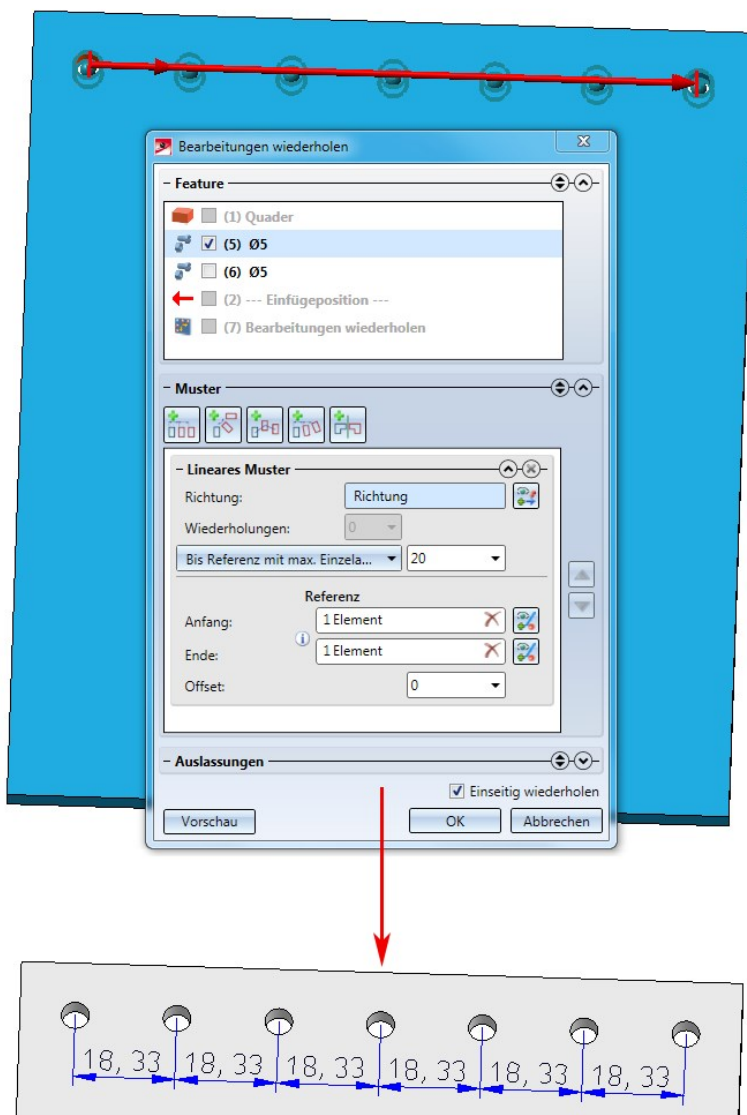 Bearbeitungen wiederholen
Feature
(1) Quader
(5) Ø5
(6) Ø5
(2) --- Einfügeposition ---
(7) Bearbeitungen wiederholen
Muster
Lineares Muster
Richtung: Richtung
Wiederholungen: 0
Bis Referenz mit max. Einzela... 20
Referenz
Anfang: 1 Element
Ende: 1 Element
Offset: 0
Auslassungen
Einseitig wiederholen
Vorschau OK Abbrechen
18, 33 18, 33 18, 33 18, 33 18, 33 18, 33